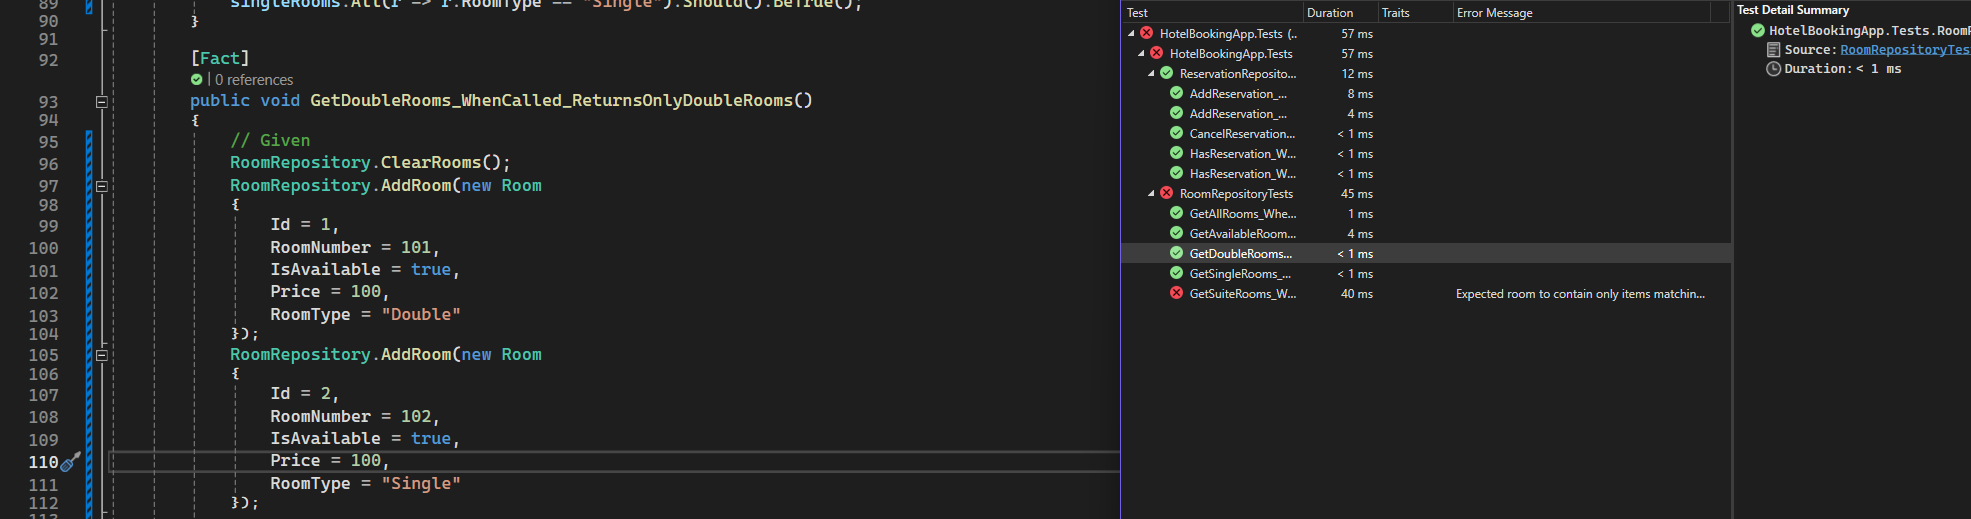 89 singleRooms.All(r => r.RoomType == "Single").Should().BeTrue();
90 }
91
92 [Fact]
| 0 references
93 public void GetDoubleRooms_WhenCalled_ReturnsOnlyDoubleRooms()
94 {
95 // Given
96 RoomRepository.ClearRooms();
97 RoomRepository.AddRoom(new Room
98 {
99 Id = 1,
100 RoomNumber = 101,
101 IsAvailable = true,
102 Price = 100,
103 RoomType = "Double"
104 });
105 RoomRepository.AddRoom(new Room
106 {
107 Id = 2,
108 RoomNumber = 102,
109 IsAvailable = true,
110 Price = 100,
111 RoomType = "Single"
112 });
113
Test Duration Traits Error Message
HotelBookingApp.Tests (.. 57 ms
HotelBookingApp.Tests 57 ms
ReservationReposito... 12 ms
AddReservation_... 8 ms
AddReservation_... 4 ms
CancelReservation... < 1 ms
HasReservation_W... < 1 ms
HasReservation_W... < 1 ms
RoomRepositoryTests 45 ms
GetAllRooms_Whe... 1 ms
GetAvailableRoom... 4 ms
GetDoubleRooms... < 1 ms
GetSingleRooms_... < 1 ms
GetSuiteRooms_W... 40 ms Expected room to contain only items matchin...
Test Detail Summary
HotelBookingApp.Tests.RoomR
Source: RoomRepositoryTes
Duration: < 1 ms